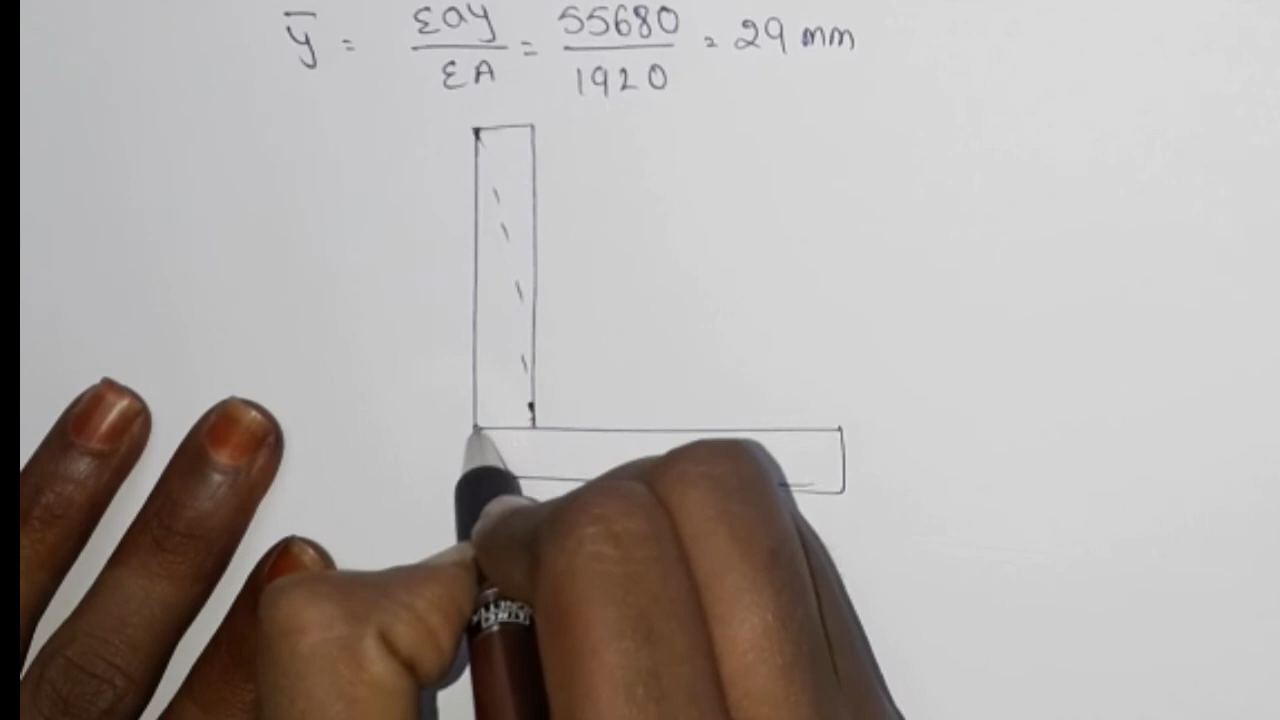 ȳ = Σay / ΣA = 55680 / 1920 = 29 mm